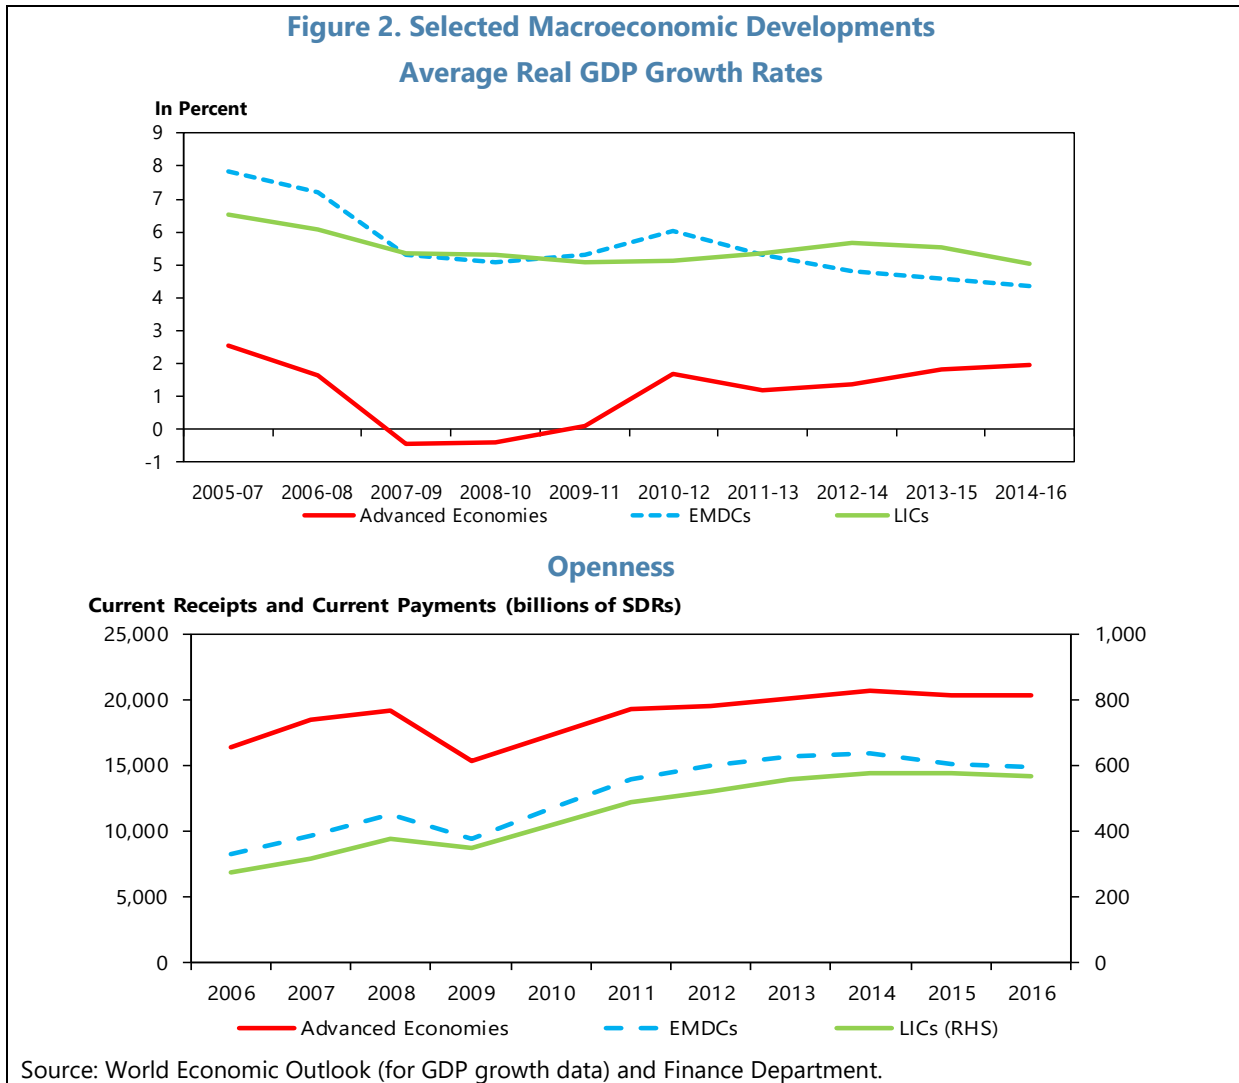 Figure 2. Selected Macroeconomic Developments
Average Real GDP Growth Rates
In Percent
9
8
7
6
5
4
3
2
1
0
-1
2005-07 2006-08 2007-09 2008-10 2009-11 2010-12 2011-13 2012-14 2013-15 2014-16
Advanced Economies EMDCs LICs
Openness
Current Receipts and Current Payments (billions of SDRs)
25,000 1,000
20,000 800
15,000 600
10,000 400
5,000 200
0 0
2006 2007 2008 2009 2010 2011 2012 2013 2014 2015 2016
Advanced Economies EMDCs LICs (RHS)
Source: World Economic Outlook (for GDP growth data) and Finance Department.